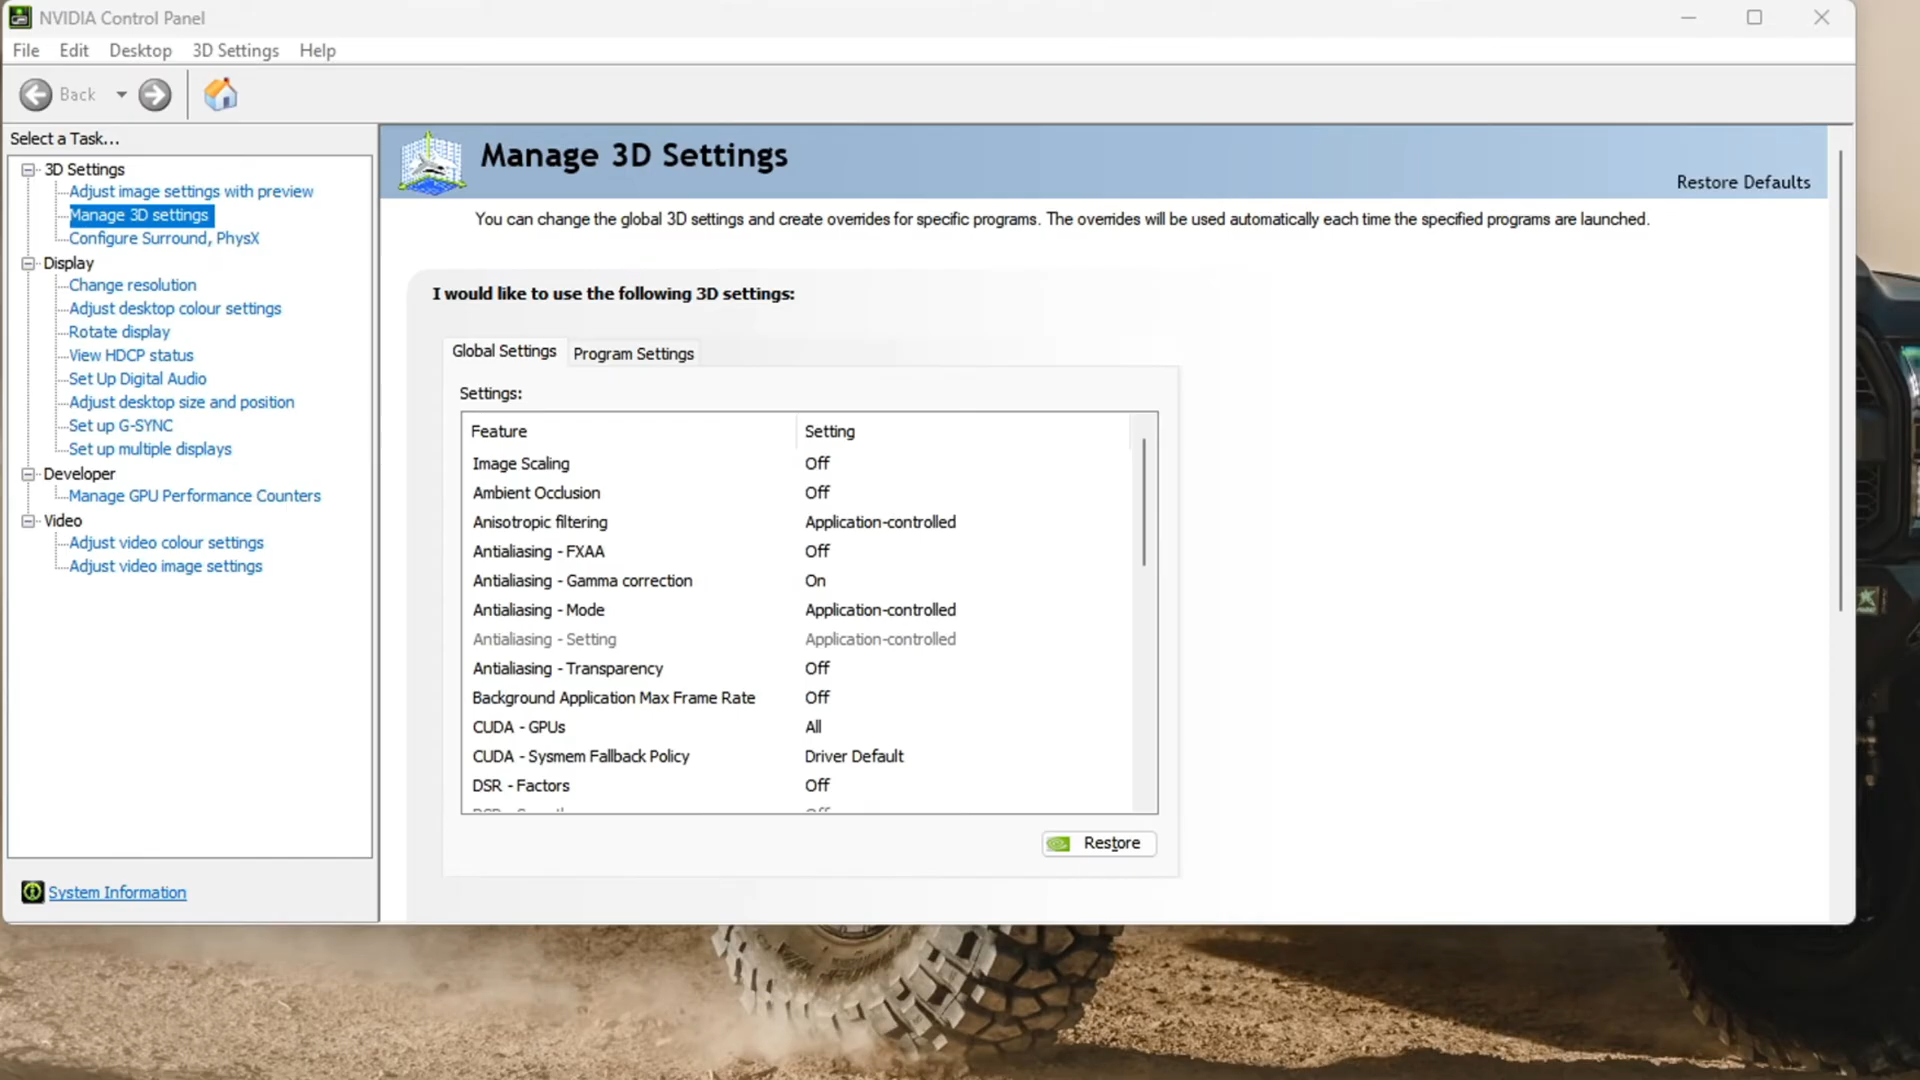 NVIDIA Control Panel
File Edit Desktop 3D Settings Help
Back
Select a Task...
3D Settings
Adjust image settings with preview
Manage 3D settings
Configure Surround, PhysX
Display
Change resolution
Adjust desktop colour settings
Rotate display
View HDCP status
Set Up Digital Audio
Adjust desktop size and position
Set up G-SYNC
Set up multiple displays
Developer
Manage GPU Performance Counters
Video
Adjust video colour settings
Adjust video image settings
System Information
Manage 3D Settings
Restore Defaults
You can change the global 3D settings and create overrides for specific programs. The overrides will be used automatically each time the specified programs are launched.
I would like to use the following 3D settings:
Global Settings Program Settings
Settings:
Feature Setting
Image Scaling Off
Ambient Occlusion Off
Anisotropic filtering Application-controlled
Antialiasing - FXAA Off
Antialiasing - Gamma correction On
Antialiasing - Mode Application-controlled
Antialiasing - Setting Application-controlled
Antialiasing - Transparency Off
Background Application Max Frame Rate Off
CUDA - GPUs All
CUDA - Sysmem Fallback Policy Driver Default
DSR - Factors Off
Restore